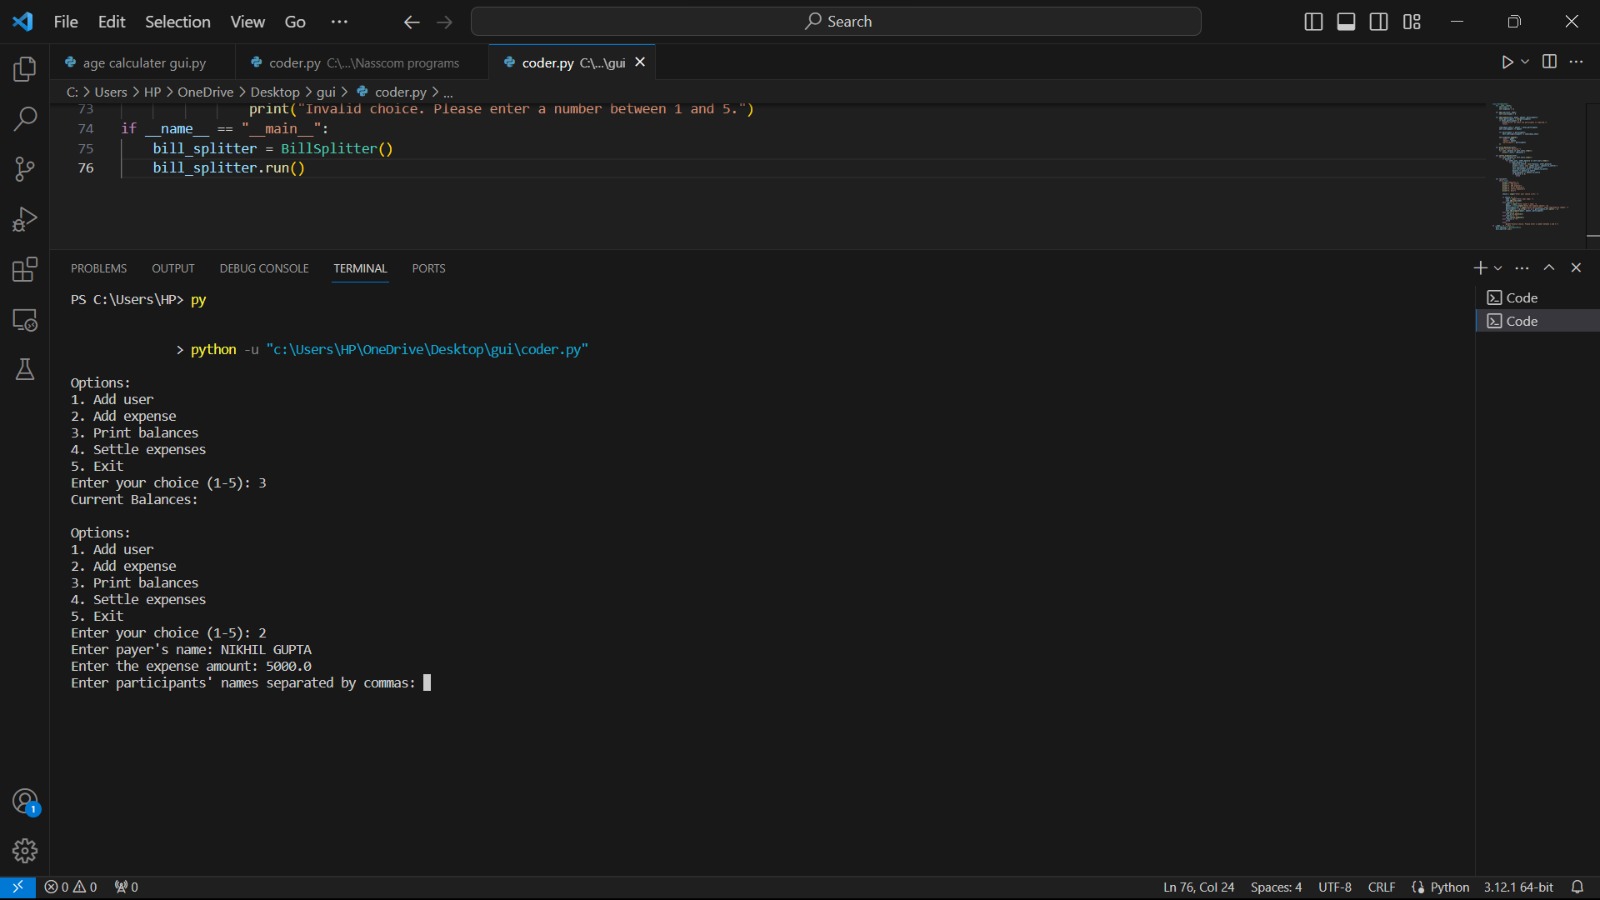 File Edit Selection View Go ··· Search
age calculater gui.py coder.py C:\...\Nasscom programs coder.py C:\...\gui
C: > Users > HP > OneDrive > Desktop > gui > coder.py > ...
73 print("Invalid choice. Please enter a number between 1 and 5.")
74 if __name__ == "__main__":
75 bill_splitter = BillSplitter()
76 bill_splitter.run()
PROBLEMS OUTPUT DEBUG CONSOLE TERMINAL PORTS
PS C:\Users\HP> py
Code
Code
> python -u "c:\Users\HP\OneDrive\Desktop\gui\coder.py"
Options:
1. Add user
2. Add expense
3. Print balances
4. Settle expenses
5. Exit
Enter your choice (1-5): 3
Current Balances:
Options:
1. Add user
2. Add expense
3. Print balances
4. Settle expenses
5. Exit
Enter your choice (1-5): 2
Enter payer's name: NIKHIL GUPTA
Enter the expense amount: 5000.0
Enter participants' names separated by commas:
1
0 0 0 Ln 76, Col 24 Spaces: 4 UTF-8 CRLF Python 3.12.1 64-bit